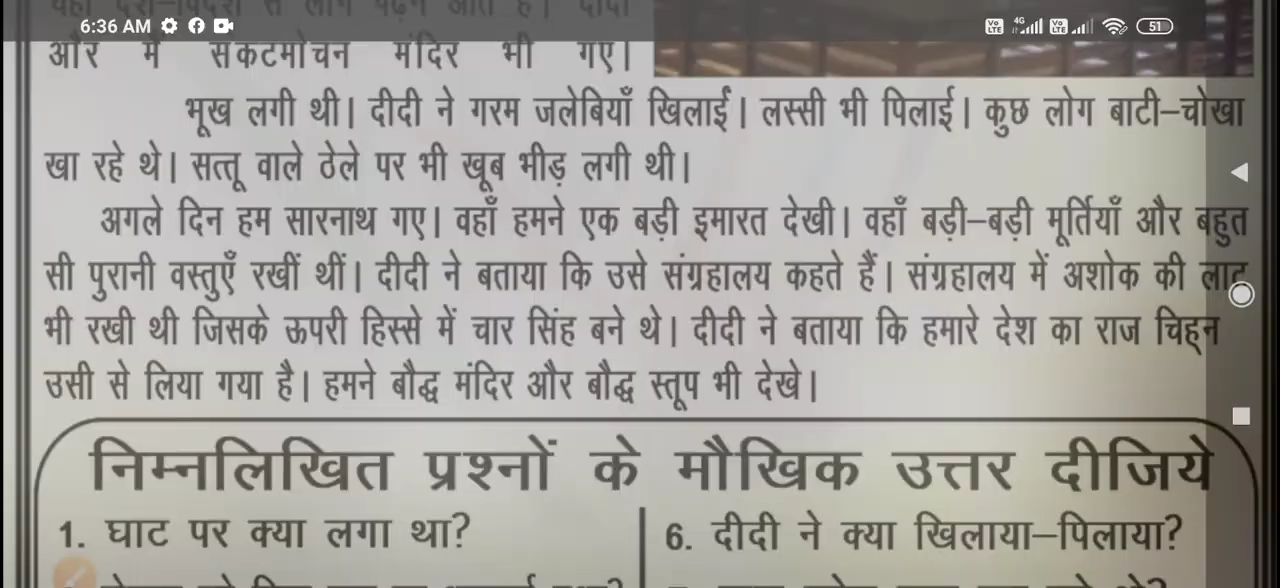 6:36 AM
51
और में संकटमोचन मंदिर भी गए।
भूख लगी थी। दीदी ने गरम जलेबियाँ खिलाईं। लस्सी भी पिलाई। कुछ लोग बाटी–चोखा
खा रहे थे। सत्तू वाले ठेले पर भी खूब भीड़ लगी थी।
अगले दिन हम सारनाथ गए। वहाँ हमने एक बड़ी इमारत देखी। वहाँ बड़ी–बड़ी मूर्तियाँ और बहुत
सी पुरानी वस्तुएँ रखीं थीं। दीदी ने बताया कि उसे संग्रहालय कहते हैं। संग्रहालय में अशोक की लाट
भी रखी थी जिसके ऊपरी हिस्से में चार सिंह बने थे। दीदी ने बताया कि हमारे देश का राज चिह्न
उसी से लिया गया है। हमने बौद्ध मंदिर और बौद्ध स्तूप भी देखे।
निम्नलिखित प्रश्नों के मौखिक उत्तर दीजिये
1. घाट पर क्या लगा था?
6. दीदी ने क्या खिलाया–पिलाया?